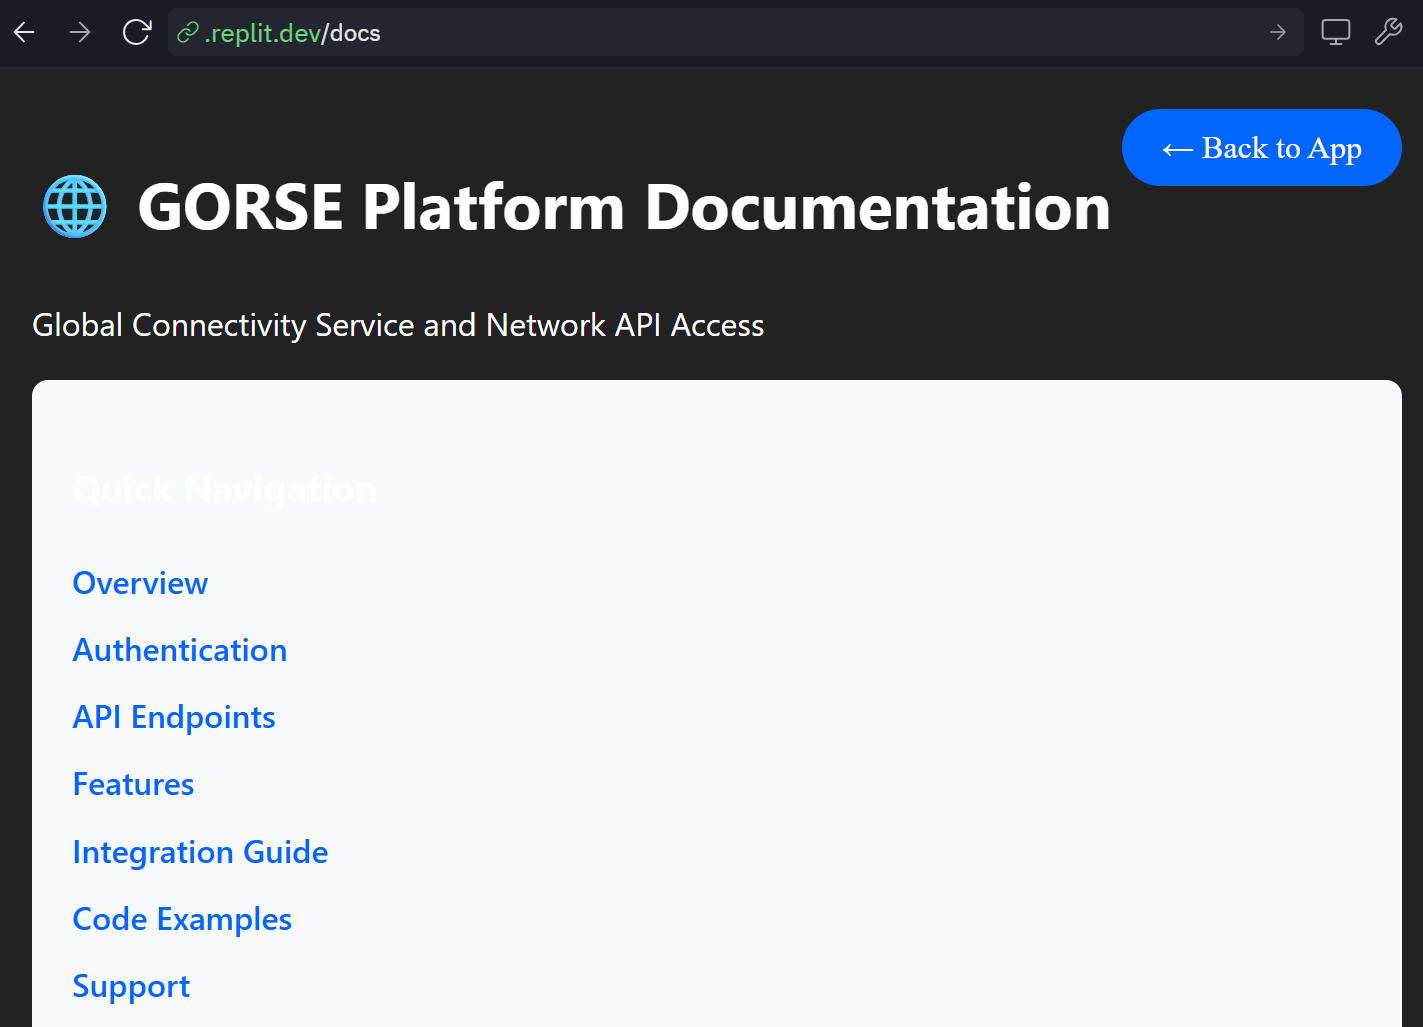 .replit.dev/docs
← Back to App
GORSE Platform Documentation
Global Connectivity Service and Network API Access
Quick Navigation
Overview
Authentication
API Endpoints
Features
Integration Guide
Code Examples
Support